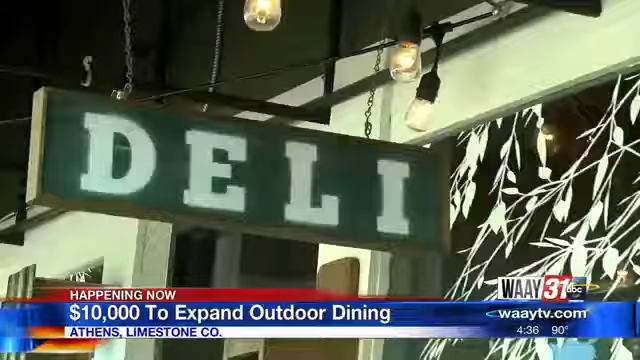 DELI
HAPPENING NOW
$10,000 To Expand Outdoor Dining
ATHENS, LIMESTONE CO.
WAAY 31 abc
waaytv.com
4:36 90°